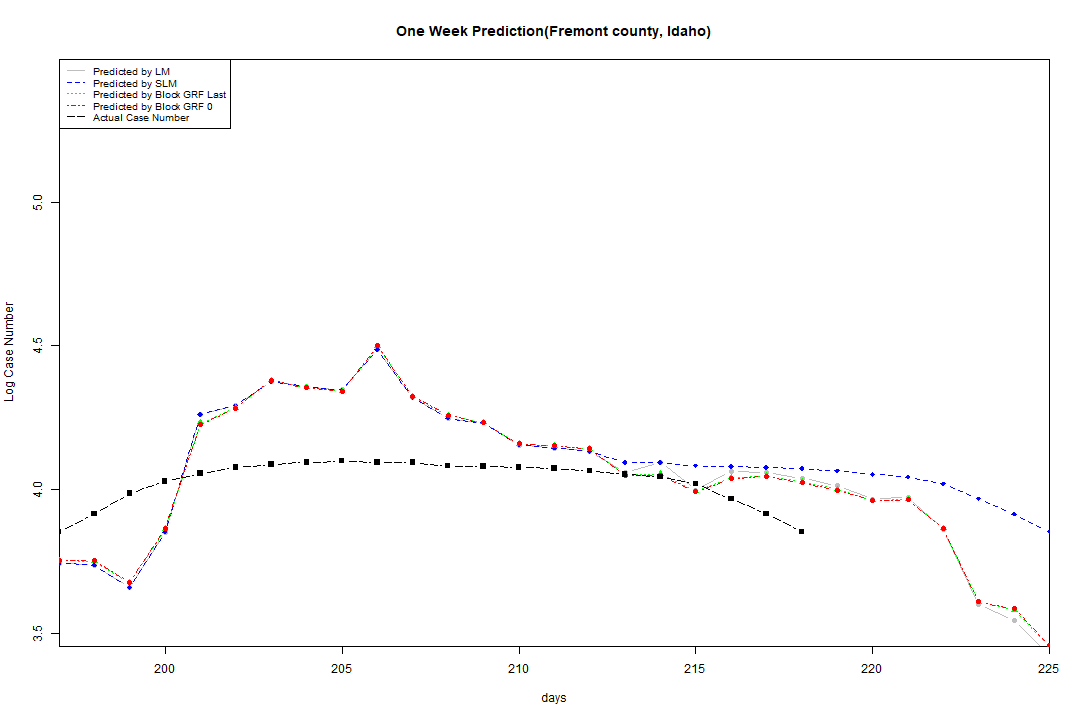 One Week Prediction(Fremont county, Idaho)
Predicted by LM
Predicted by SLM
Predicted by Block GRF Last
Predicted by Block GRF 0
Actual Case Number
5.0
4.5
4.0
3.5
Log Case Number
200 205 210 215 220 225
days